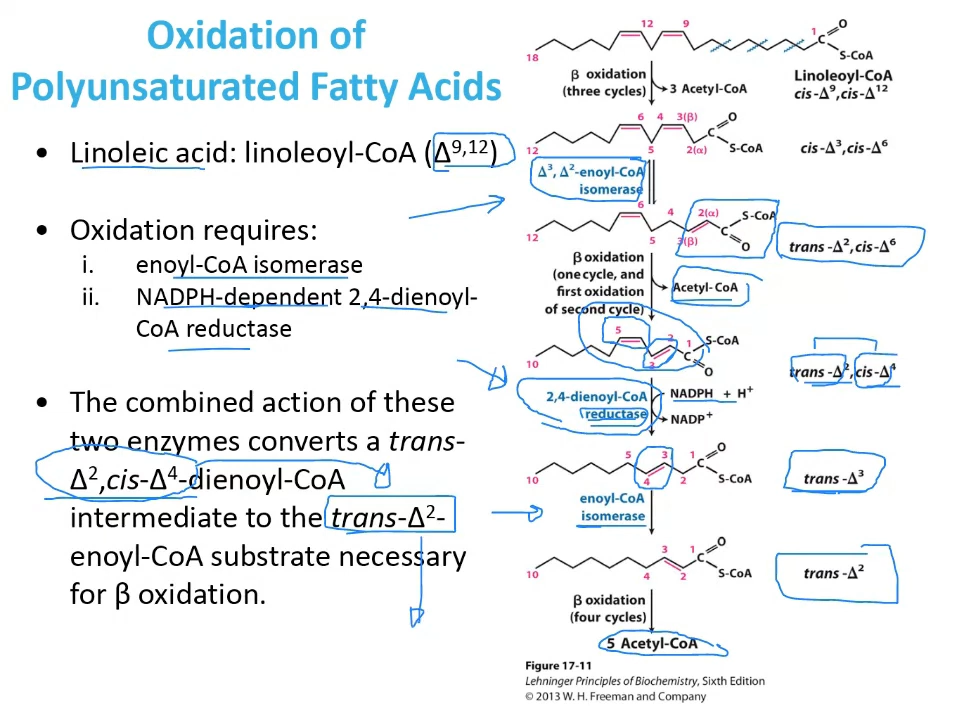 Oxidation of
Polyunsaturated Fatty Acids
• Linoleic acid: linoleoyl-CoA (Δ9,12)
• Oxidation requires:
i. enoyl-CoA isomerase
ii. NADPH-dependent 2,4-dienoyl-
CoA reductase
• The combined action of these
two enzymes converts a trans-
Δ2,cis-Δ4-dienoyl-CoA
intermediate to the trans-Δ2-
enoyl-CoA substrate necessary
for β oxidation.
12 9 1 C O
18 S-CoA
β oxidation
(three cycles)
3 Acetyl-CoA
Linoleoyl-CoA
cis-Δ9,cis-Δ12
6 4 3(β) C O
12 5 2(α) S-CoA
cis-Δ3,cis-Δ6
Δ3, Δ2-enoyl-CoA
isomerase
6 4 2(α) S-CoA
12 5 3(β) C O
trans-Δ2,cis-Δ6
β oxidation
(one cycle, and
first oxidation
of second cycle)
Acetyl-CoA
5 2 1 S-CoA
10 3 C O
trans-Δ2,cis-Δ4
2,4-dienoyl-CoA
reductase
NADPH + H+
NADP+
5 3 1 C O
10 4 2 S-CoA
trans-Δ3
enoyl-CoA
isomerase
3 1 C O
10 4 2 S-CoA
trans-Δ2
β oxidation
(four cycles)
5 Acetyl-CoA
Figure 17-11
Lehninger Principles of Biochemistry, Sixth Edition
© 2013 W. H. Freeman and Company